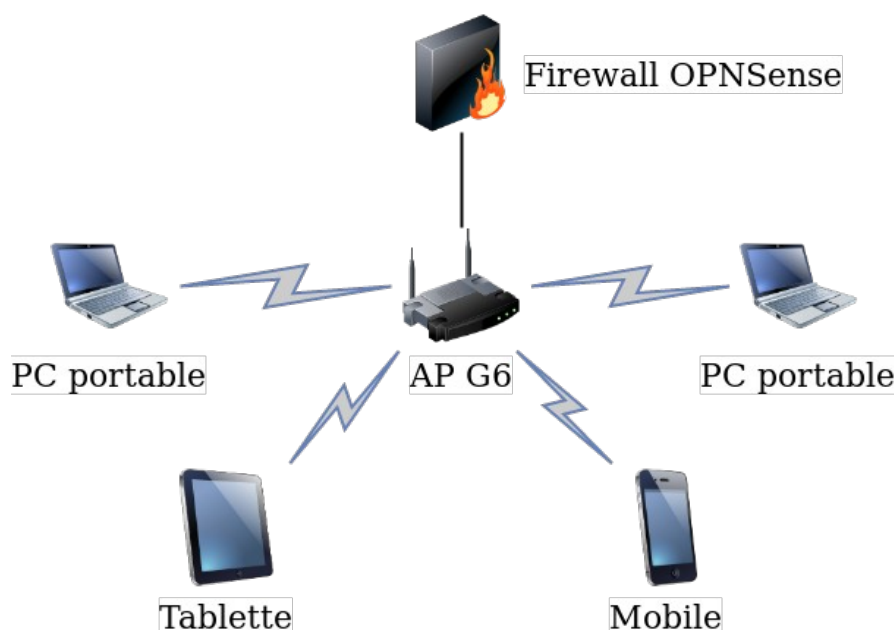 Firewall OPNSense
PC portable
AP G6
PC portable
Tablette
Mobile